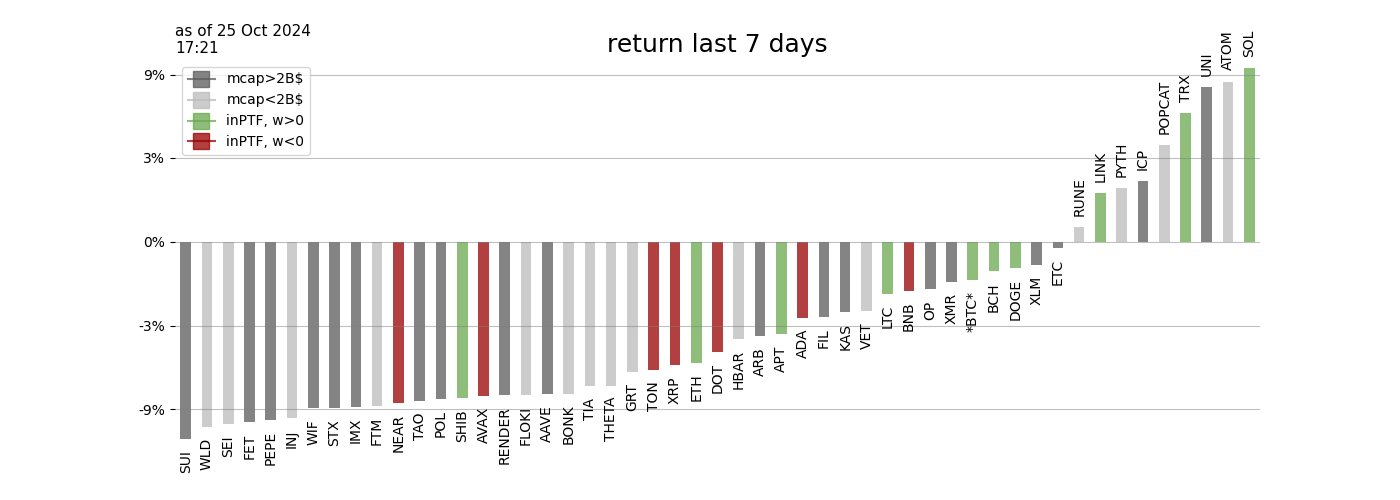 as of 25 Oct 2024
17:21
return last 7 days
mcap>2B$
mcap<2B$
inPTF, w>0
inPTF, w<0
9%
3%
0%
-3%
-9%
SUI
WLD
SEI
FET
PEPE
INJ
WIF
STX
IMX
FTM
NEAR
TAO
POL
SHIB
AVAX
RENDER
FLOKI
AAVE
BONK
TIA
THETA
GRT
TON
XRP
ETH
DOT
HBAR
ARB
APT
ADA
FIL
KAS
VET
LTC
BNB
OP
XMR
*BTC*
BCH
DOGE
XLM
ETC
RUNE
LINK
PYTH
ICP
POPCAT
TRX
UNI
ATOM
SOL